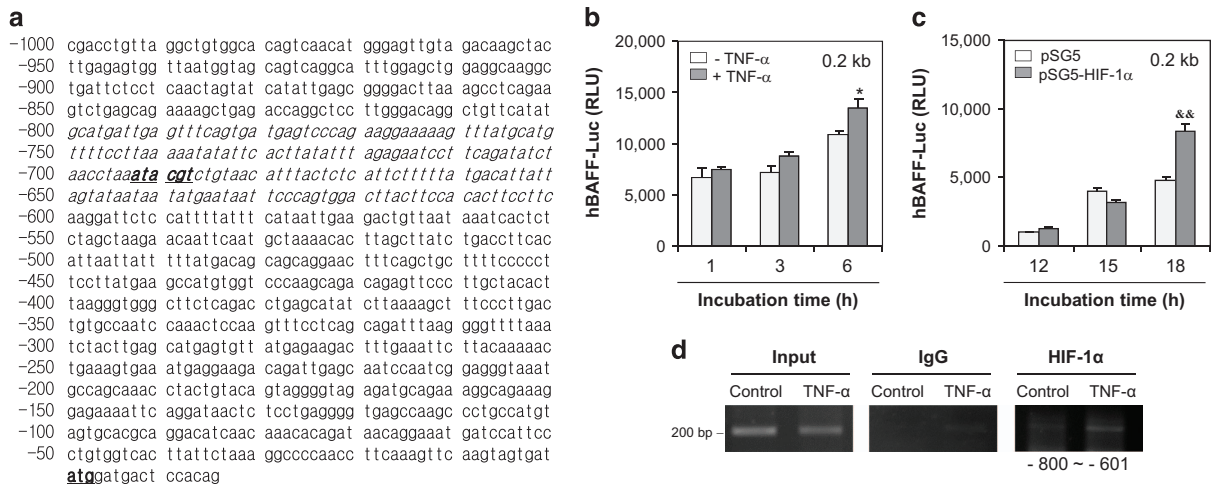 a
−1000 cgacctgtta ggctgtggca cagtcaacat gggagttgta gacaagctac
−950 ttgagagtgg ttaatggtag cagtcaggca tttggagctg gaggcaaggc
−900 tgattctcct caactagtat catattgagc ggggacttaa aagcctcagaa
−850 gtctgagcag aaaagctgag accaggctcc ttgggacagg ctgttcatat
−800 gcatgattga gtttcagtga tgagtcccag aaggaaaaag tttatgcatg
−750 ttttccttaa aaatatattc acttatattt agagaatcct tcagatatct
−700 aacctaaata cgtctgtaac atttactctc attctttta tgacattatt
−650 agtataataa tatgaataat tcccagtgga cttacttcca cacttccttc
−600 aaggattctc cattttattt cataattgaa gactgttaat aaatcactct
−550 ctagctaaga acaattcaat gctaaaacac ttagcttatc tgaccttcac
−500 attaattatt tttatgacag cagcaggaac tttcagctgc ttttccccct
−450 tccttatgaa gccatgtggt cccaagcaga cagagttccc ttgctacact
−400 taagggtggg cttctcagac ctgagcatat cttaaaagct ttcccttgac
−350 tgtgccaatc caaactccaa gtttcctcag cagatttaag gggttttaaa
−300 tctacttgag catgagtgtt atgagaagac tttgaaattc ttacaaaaac
−250 tgaaagtgaa atgaggaaga cagattgagc aatccaatcg gagggtaaat
−200 gccagcaaac ctactgtaca gtaggggtag agatgcagaa aggcagaaag
−150 gagaaaattc aggataactc tcctgagggg tgagccaagc cctgccatgt
−100 agtgcacgca ggacatcaac aaacacagat aacaggaaat gatccattcc
−50 ctgtggtcac ttattctaaa ggccccaacc ttcaaagttc aagtagtgat
atggatgact ccacag
b
hBAFF-Luc (RLU)
20,000
15,000
10,000
5,000
0
- TNF-α
+ TNF-α
0.2 kb
*
1 3 6
Incubation time (h)
c
hBAFF-Luc (RLU)
15,000
10,000
5,000
0
pSG5
pSG5-HIF-1α
0.2 kb
&&
12 15 18
Incubation time (h)
d
Input IgG HIF-1α
Control TNF-α Control TNF-α Control TNF-α
200 bp –
- 800 ~ - 601